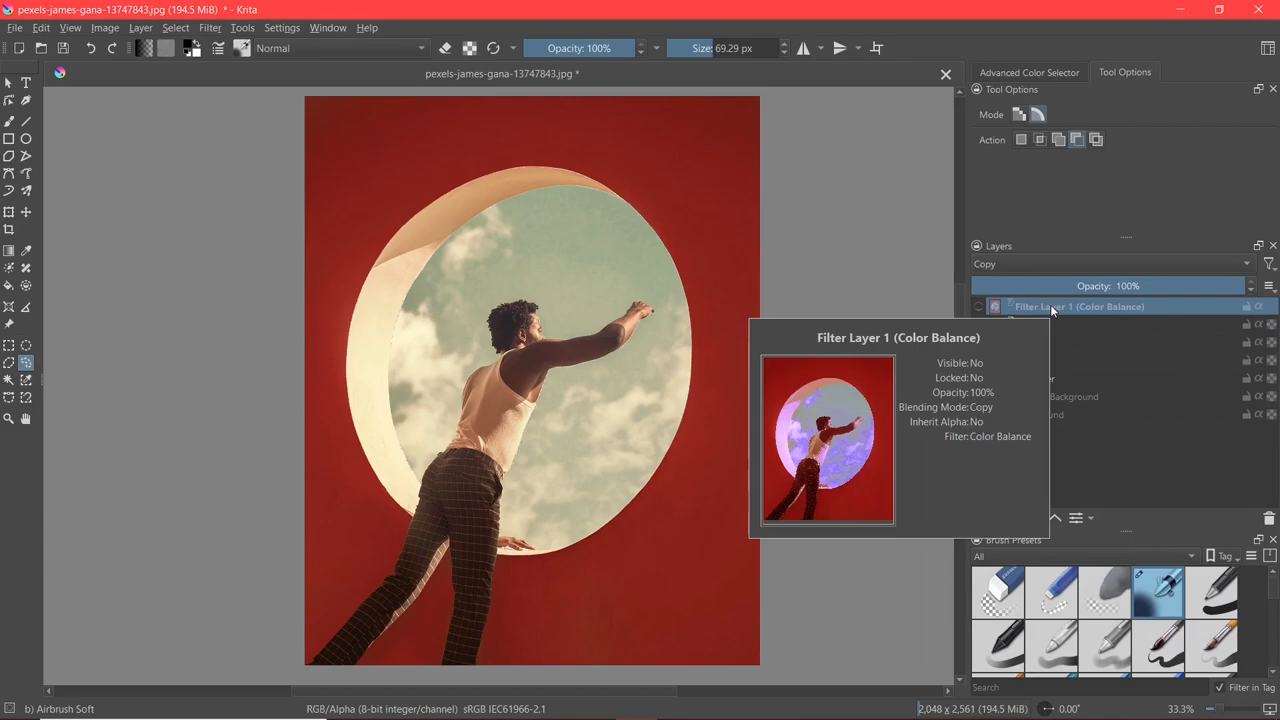 pexels-james-gana-13747843.jpg (194.5 MiB) * - Krita
File Edit View Image Layer Select Filter Tools Settings Window Help
Normal
Opacity: 100%
Size: 69.29 px
pexels-james-gana-13747843.jpg *
Advanced Color Selector
Tool Options
Tool Options
Mode
Action
Layers
Copy
Opacity: 100%
Filter Layer 1 (Color Balance)
Filter Layer 1 (Color Balance)
Visible: No
Locked: No
Opacity: 100%
Blending Mode: Copy
Inherit Alpha: No
Filter: Color Balance
Background
Brush Presets
All
Tag
Search
Filter in Tag
b) Airbrush Soft
RGB/Alpha (8-bit integer/channel) sRGB IEC61966-2.1
2,048 x 2,561 (194.5 MiB)
0.00°
33.3%